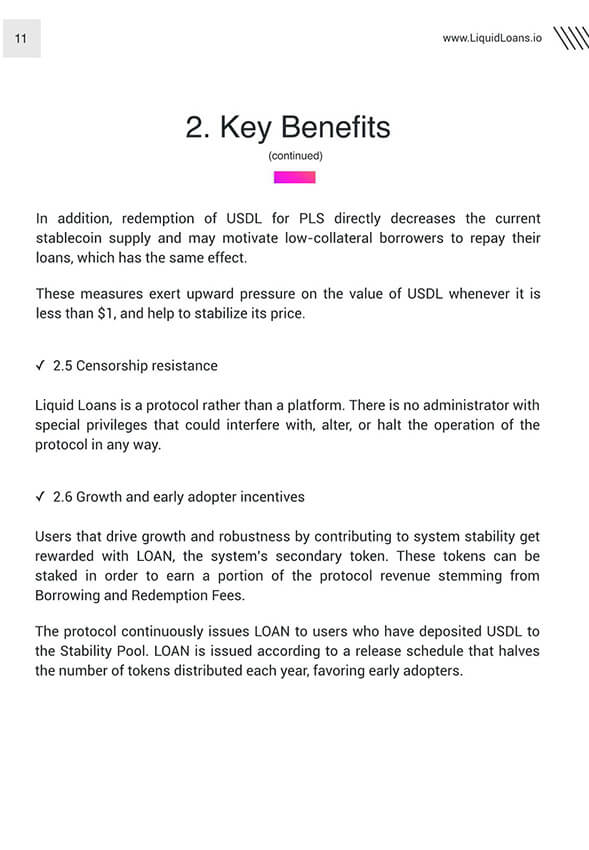 11
www.LiquidLoans.io
2. Key Benefits
(continued)
In addition, redemption of USDL for PLS directly decreases the current
stablecoin supply and may motivate low-collateral borrowers to repay their
loans, which has the same effect.
These measures exert upward pressure on the value of USDL whenever it is
less than $1, and help to stabilize its price.
✓ 2.5 Censorship resistance
Liquid Loans is a protocol rather than a platform. There is no administrator with
special privileges that could interfere with, alter, or halt the operation of the
protocol in any way.
✓ 2.6 Growth and early adopter incentives
Users that drive growth and robustness by contributing to system stability get
rewarded with LOAN, the system's secondary token. These tokens can be
staked in order to earn a portion of the protocol revenue stemming from
Borrowing and Redemption Fees.
The protocol continuously issues LOAN to users who have deposited USDL to
the Stability Pool. LOAN is issued according to a release schedule that halves
the number of tokens distributed each year, favoring early adopters.